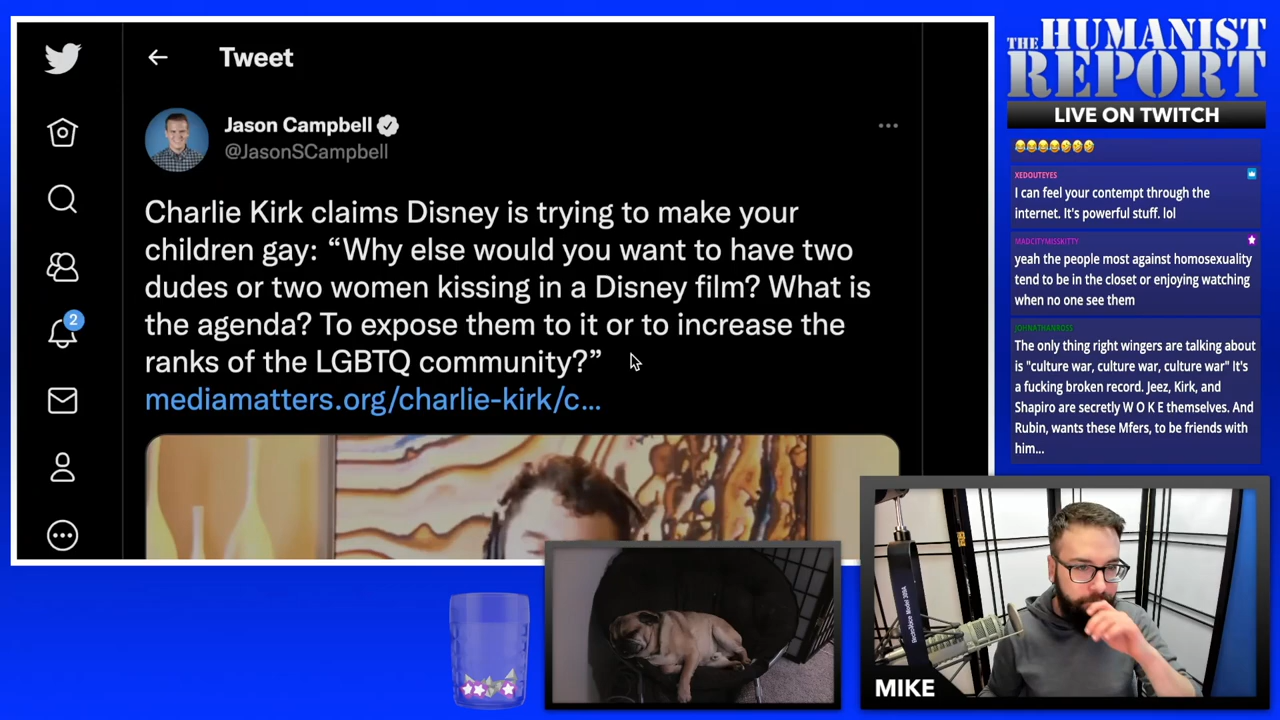 Tweet
Jason Campbell
@JasonSCampbell
Charlie Kirk claims Disney is trying to make your
children gay: “Why else would you want to have two
dudes or two women kissing in a Disney film? What is
the agenda? To expose them to it or to increase the
ranks of the LGBTQ community?”
mediamatters.org/charlie-kirk/c...
2
THE HUMANIST
REPORT
LIVE ON TWITCH
XEDOUTEYES
I can feel your contempt through the
internet. It's powerful stuff. lol
MADCITYMISSKITTY
yeah the people most against homosexuality
tend to be in the closet or enjoying watching
when no one see them
JOHNATHANROSS
The only thing right wingers are talking about
is "culture war, culture war, culture war" It's
a fucking broken record. Jeez, Kirk, and
Shapiro are secretly W O K E themselves. And
Rubin, wants these Mfers, to be friends with
him...
MIKE